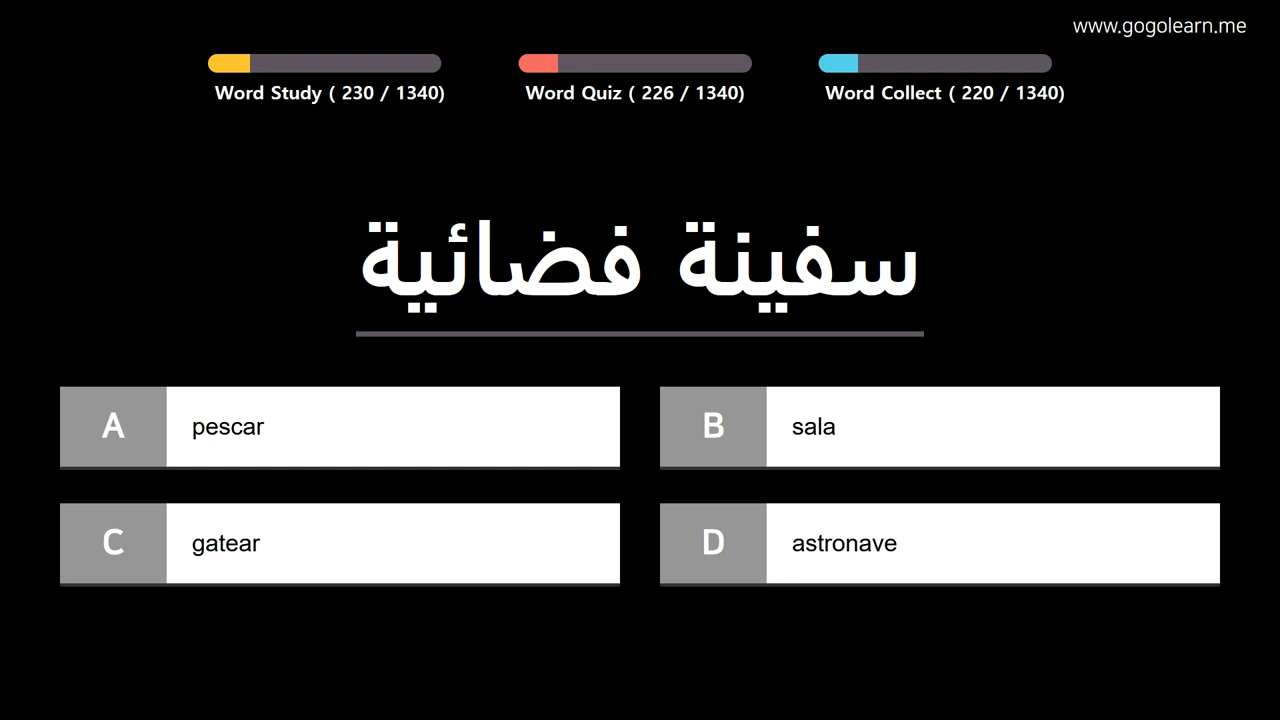 www.gogolearn.me
Word Study ( 230 / 1340)
Word Quiz ( 226 / 1340)
Word Collect ( 220 / 1340)
سفينة فضائية
A
pescar
B
sala
C
gatear
D
astronave